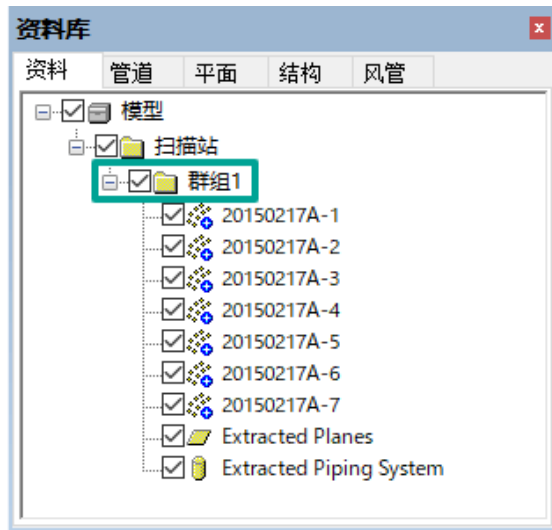 资料库
资料 管道 平面 结构 风管
模型
扫描站
群组1
20150217A-1
20150217A-2
20150217A-3
20150217A-4
20150217A-5
20150217A-6
20150217A-7
Extracted Planes
Extracted Piping System